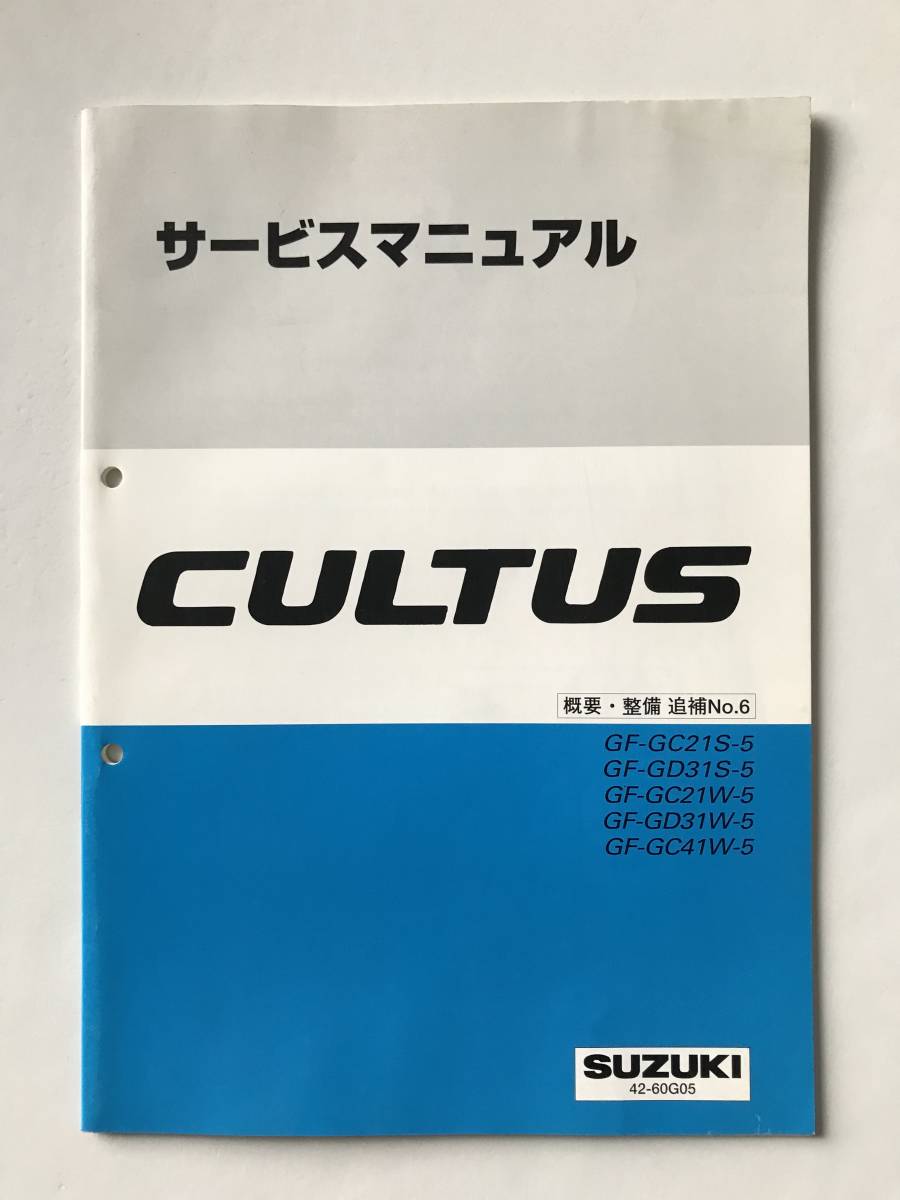 サービスマニュアル
CULTUS
概要・整備 追補No.6
GF-GC21S-5
GF-GD31S-5
GF-GC21W-5
GF-GD31W-5
GF-GC41W-5
SUZUKI
42-60G05